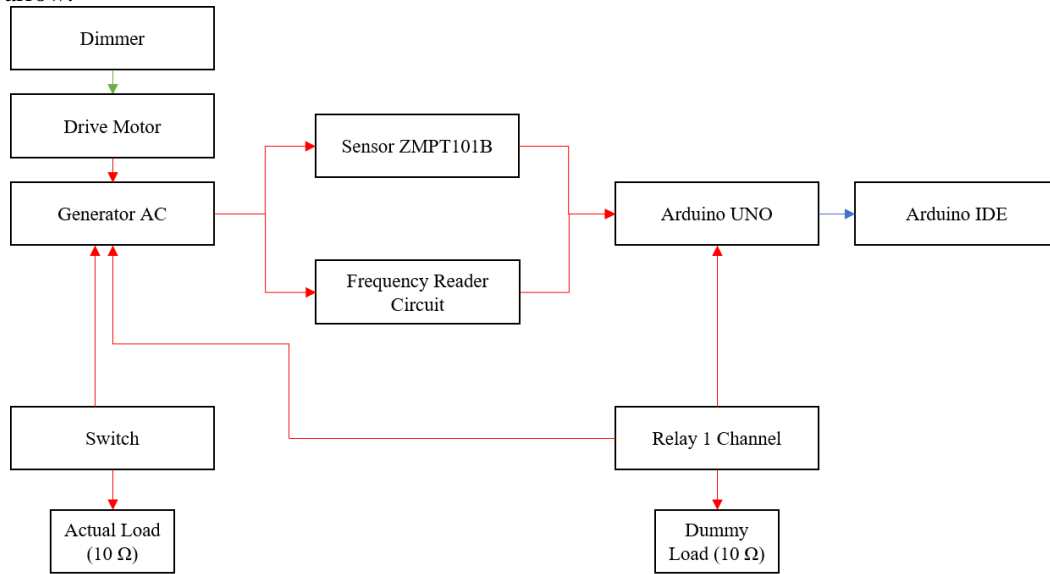 arrow.
Dimmer
Drive Motor
Generator AC
Sensor ZMPT101B
Frequency Reader
Circuit
Arduino UNO
Arduino IDE
Switch
Relay 1 Channel
Actual Load
(10 Ω)
Dummy
Load (10 Ω)